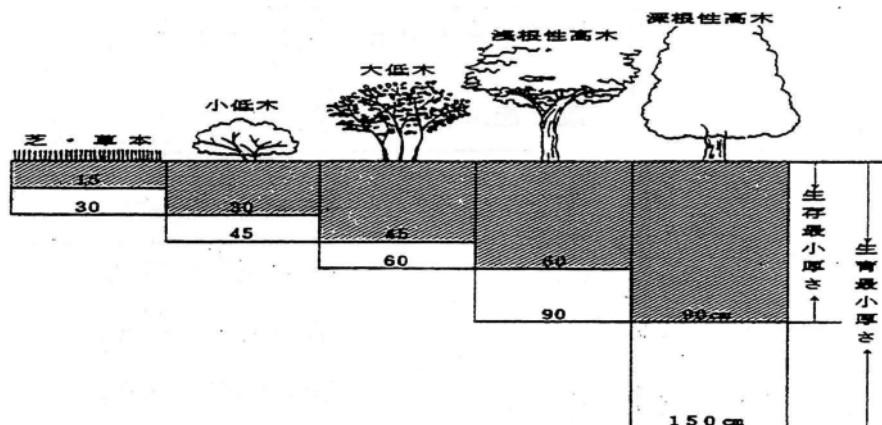 芝・草本
小低木
大低木
浅根性高木
深根性高木
15
30
30
45
45
60
60
90
90cm
150cm
生存最小厚さ
生育最小厚さ